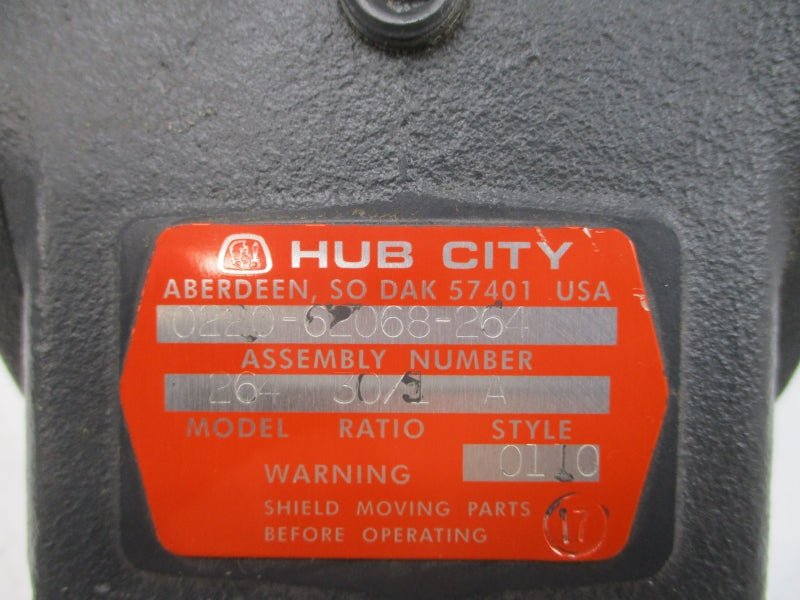 HUB CITY
ABERDEEN, SO DAK 57401 USA
0220-62068-264
ASSEMBLY NUMBER
264 30/1 A
MODEL RATIO STYLE
0110
WARNING
SHIELD MOVING PARTS
BEFORE OPERATING
17